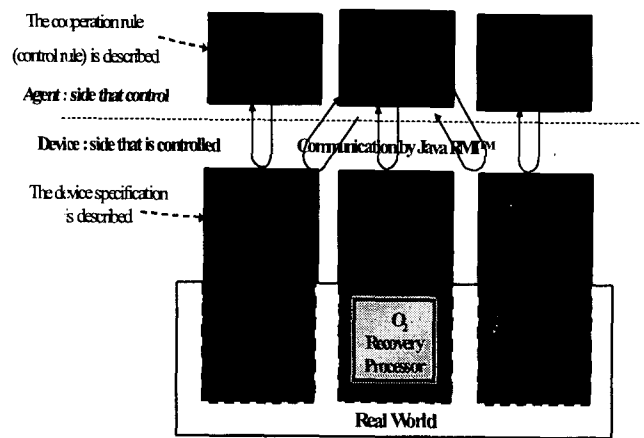 The cooperation rule
(control rule) is described
Agent : side that control
Device : side that is controlled
Communication by Java RMI™
The device specification
is described
O2
Recovery
Processor
Real World